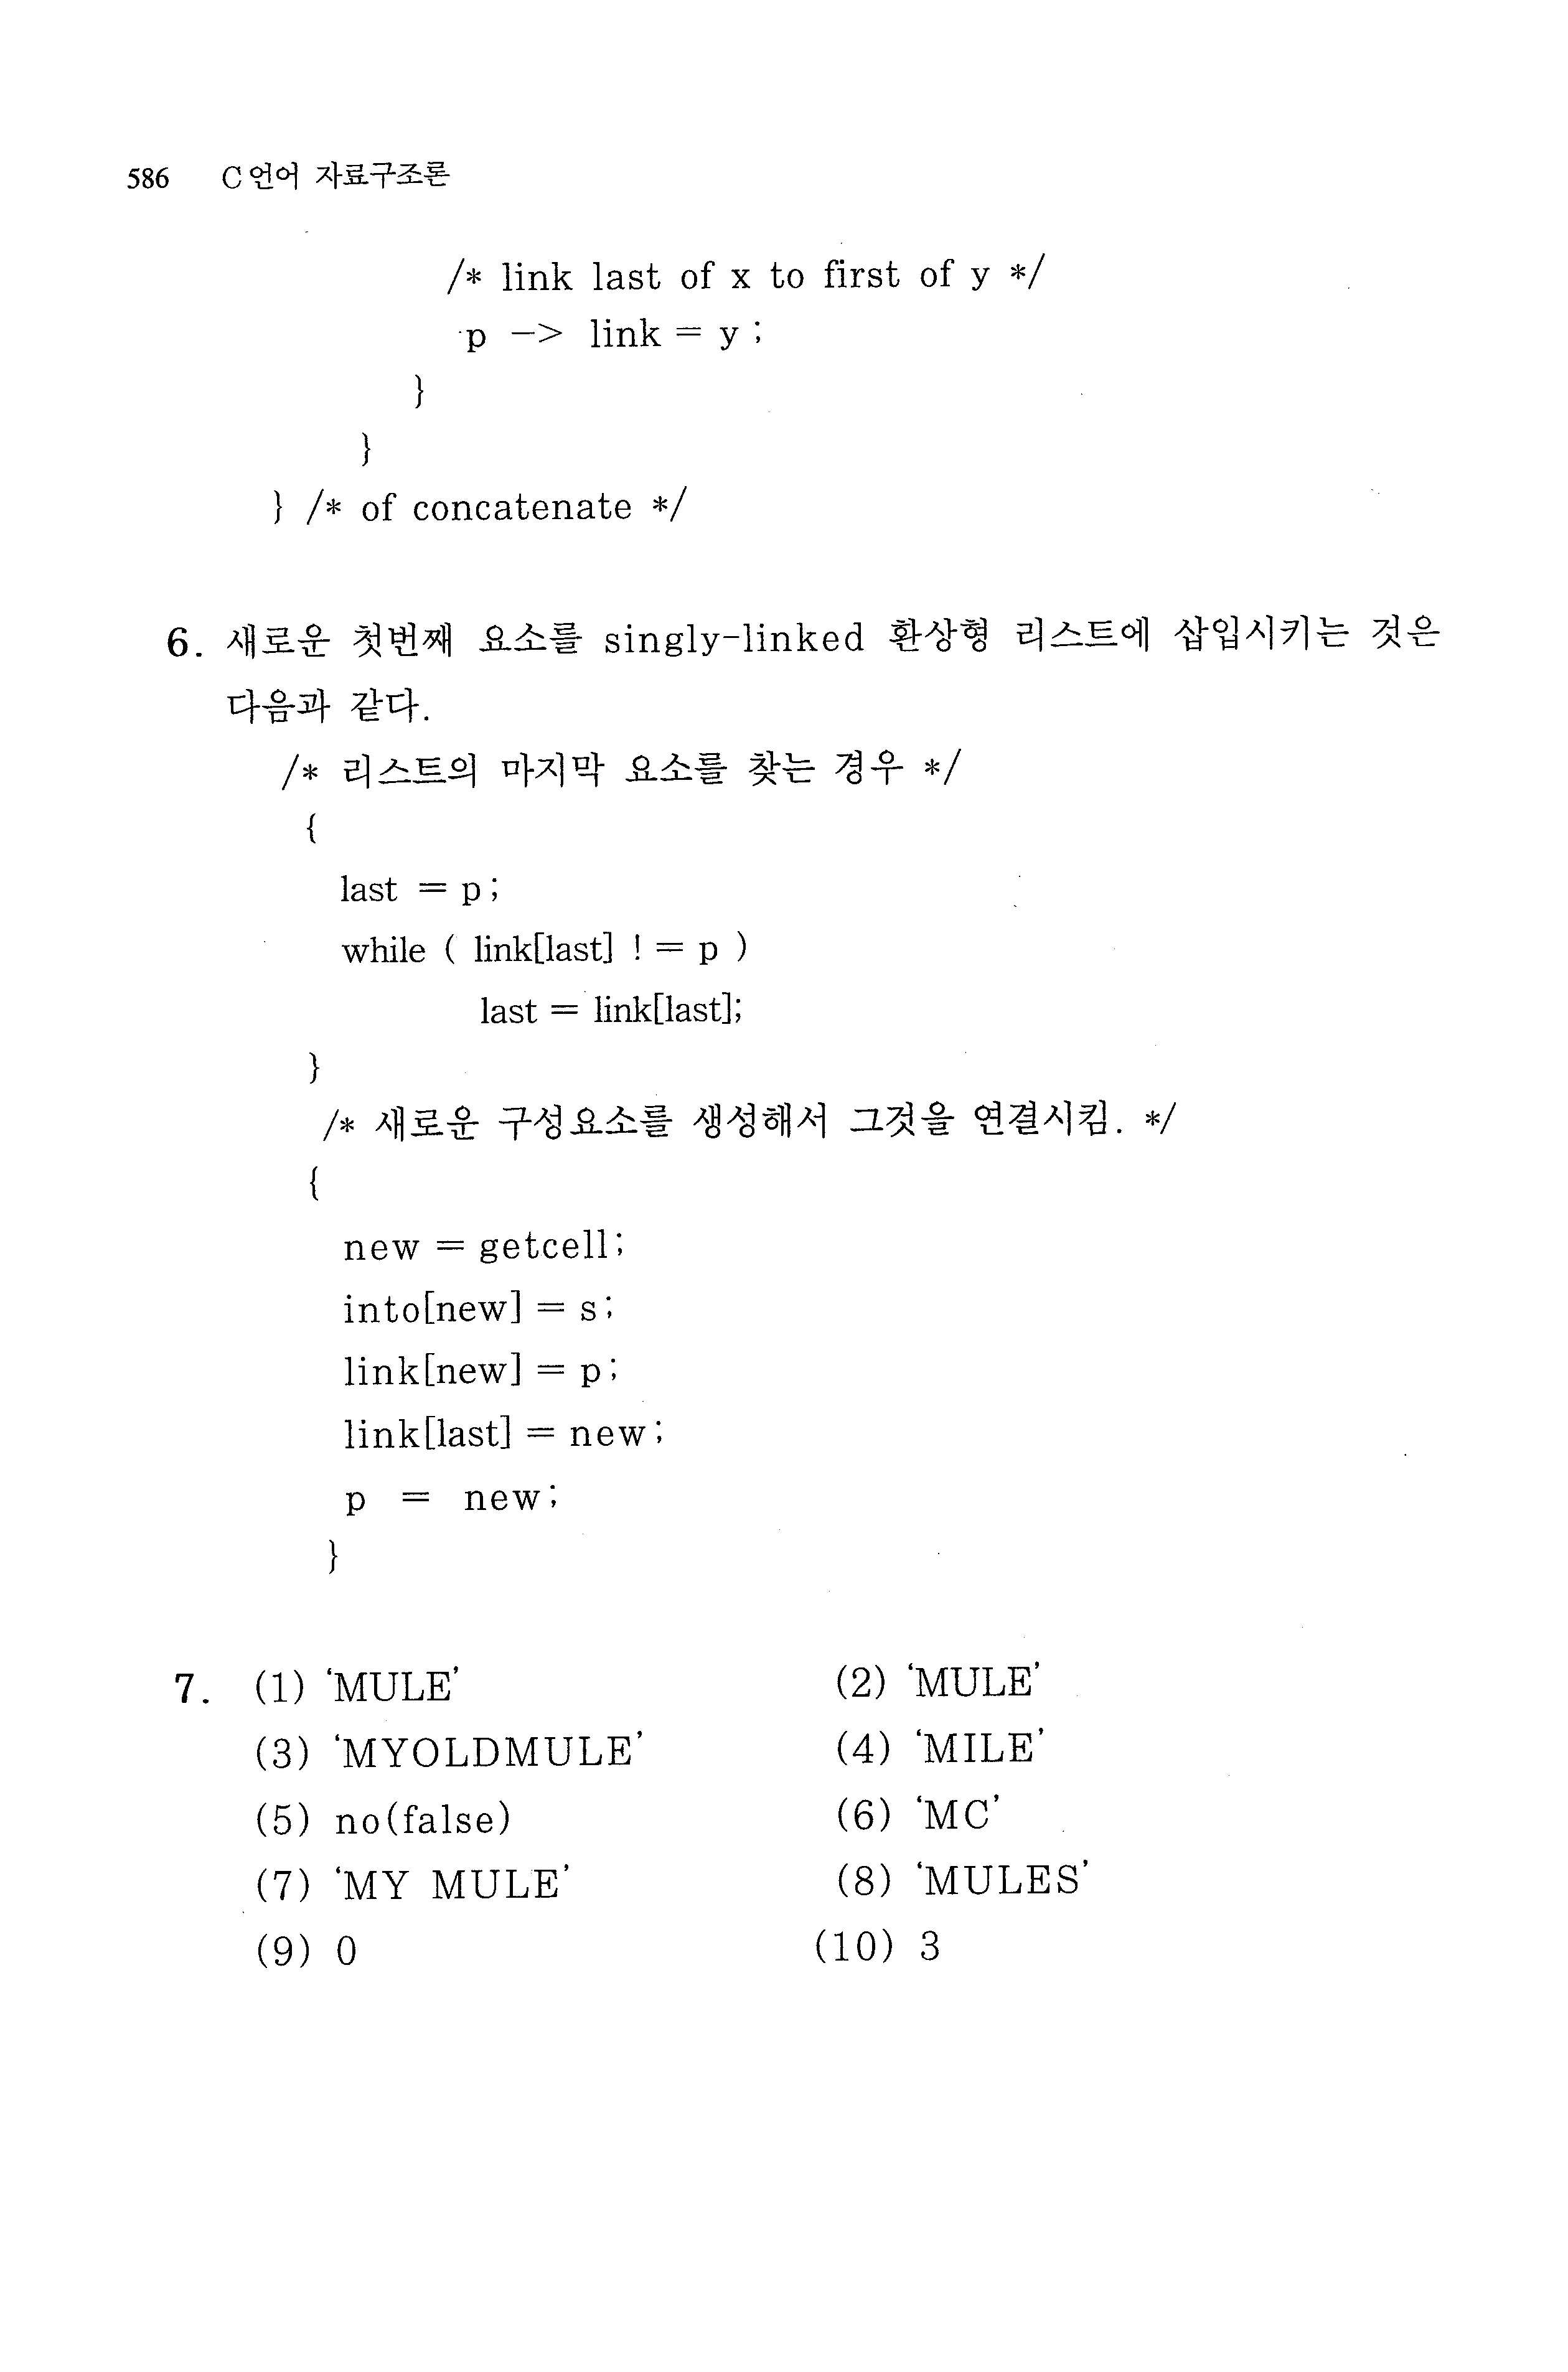 586 C 언어 자료구조론
/* link last of x to first of y */
p -> link = y ;
}
}
} /* of concatenate */
6. 새로운 첫번째 요소를 singly-linked 환상형 리스트에 삽입시키는 것은
다음과 같다.
/* 리스트의 마지막 요소를 찾는 경우 */
{
last = p ;
while ( link[last] ! = p )
last = link[last];
}
/* 새로운 구성요소를 생성해서 그것을 연결시킴. */
{
new = getcell ;
into[new] = s ;
link[new] = p ;
link[last] = new ;
p = new ;
}
7. (1) ‘MULE’ (2) ‘MULE’
(3) ‘MYOLDMULE’ (4) ‘MILE’
(5) no(false) (6) ‘MC’
(7) ‘MY MULE’ (8) ‘MULES’
(9) 0 (10) 3